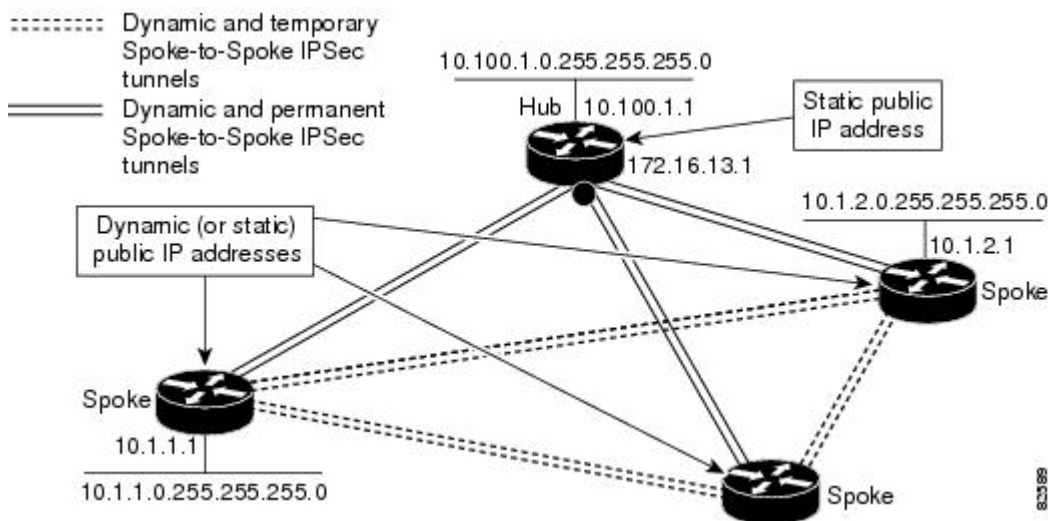 Dynamic and temporary
Spoke-to-Spoke IPSec
tunnels
Dynamic and permanent
Spoke-to-Spoke IPSec
tunnels
10.100.1.0.255.255.255.0
Hub
10.100.1.1
Static public
IP address
172.16.13.1
10.1.2.0.255.255.255.0
10.1.2.1
Dynamic (or static)
public IP addresses
Spoke
Spoke
10.1.1.1
10.1.1.0.255.255.255.0
Spoke
82589